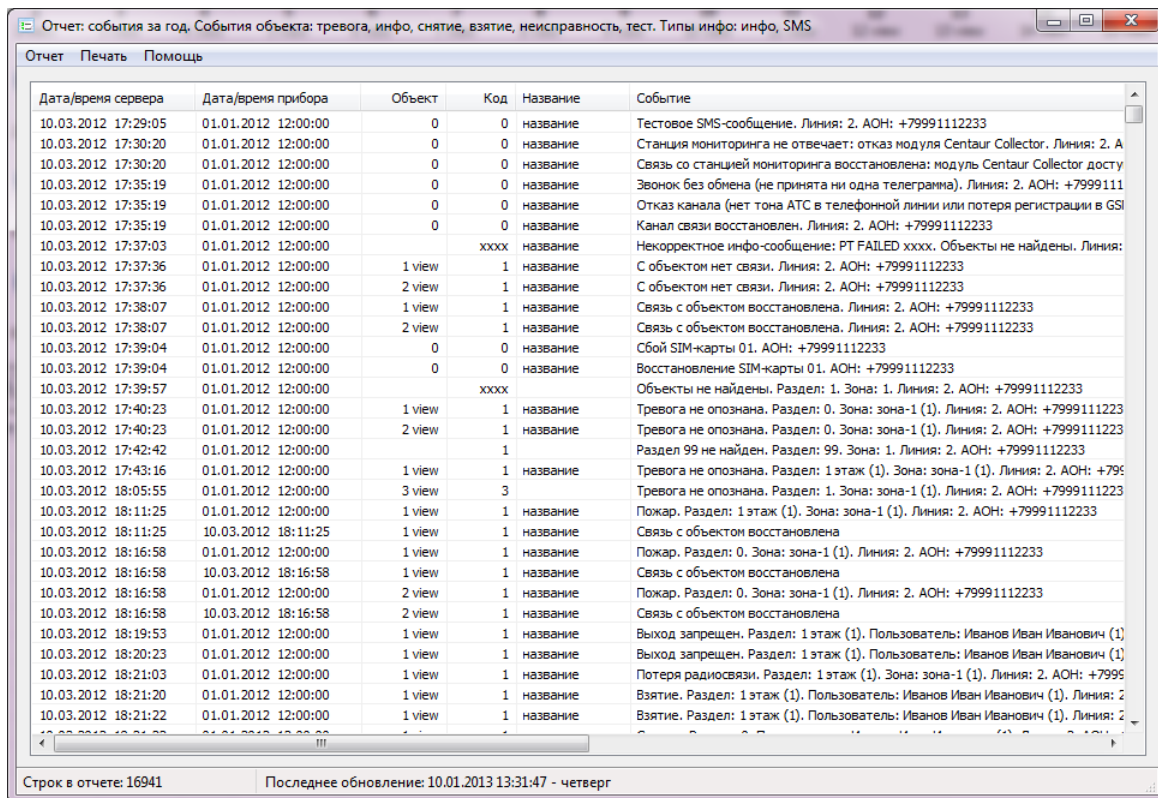 Отчет: события за год. События объекта: тревога, инфо, снятие, взятие, неисправность, тест. Типы инфо: инфо, SMS
Отчет Печать Помощь
Дата/время сервера Дата/время прибора Объект Код Название Событие
10.03.2012 17:29:05 01.01.2012 12:00:00 0 0 название Тестовое SMS-сообщение. Линия: 2. АОН: +79991112233
10.03.2012 17:30:20 01.01.2012 12:00:00 0 0 название Станция мониторинга не отвечает: отказ модуля Centaur Collector. Линия: 2. А
10.03.2012 17:30:20 01.01.2012 12:00:00 0 0 название Связь со станцией мониторинга восстановлена: модуль Centaur Collector досту
10.03.2012 17:35:19 01.01.2012 12:00:00 0 0 название Звонок без обмена (не принята ни одна телеграмма). Линия: 2. АОН: +7999111
10.03.2012 17:35:19 01.01.2012 12:00:00 0 0 название Отказ канала (нет тона АТС в телефонной линии или потеря регистрации в GSI
10.03.2012 17:35:19 01.01.2012 12:00:00 0 0 название Канал связи восстановлен. Линия: 2. АОН: +79991112233
10.03.2012 17:37:03 01.01.2012 12:00:00 xxxx название Некорректное инфо-сообщение: PT FAILED xxxx. Объекты не найдены. Линия:
10.03.2012 17:37:36 01.01.2012 12:00:00 1 view 1 название С объектом нет связи. Линия: 2. АОН: +79991112233
10.03.2012 17:37:36 01.01.2012 12:00:00 2 view 1 название С объектом нет связи. Линия: 2. АОН: +79991112233
10.03.2012 17:38:07 01.01.2012 12:00:00 1 view 1 название Связь с объектом восстановлена. Линия: 2. АОН: +79991112233
10.03.2012 17:38:07 01.01.2012 12:00:00 2 view 1 название Связь с объектом восстановлена. Линия: 2. АОН: +79991112233
10.03.2012 17:39:04 01.01.2012 12:00:00 0 0 название Сбой SIM-карты 01. АОН: +79991112233
10.03.2012 17:39:04 01.01.2012 12:00:00 0 0 название Восстановление SIM-карты 01. АОН: +79991112233
10.03.2012 17:39:57 01.01.2012 12:00:00 xxxx Объекты не найдены. Раздел: 1. Зона: 1. Линия: 2. АОН: +79991112233
10.03.2012 17:40:23 01.01.2012 12:00:00 1 view 1 название Тревога не опознана. Раздел: 0. Зона: зона-1 (1). Линия: 2. АОН: +7999111223
10.03.2012 17:40:23 01.01.2012 12:00:00 2 view 1 название Тревога не опознана. Раздел: 0. Зона: зона-1 (1). Линия: 2. АОН: +7999111223
10.03.2012 17:42:42 01.01.2012 12:00:00 1 Раздел 99 не найден. Раздел: 99. Зона: 1. Линия: 2. АОН: +79991112233
10.03.2012 17:43:16 01.01.2012 12:00:00 1 view 1 название Тревога не опознана. Раздел: 1 этаж (1). Зона: зона-1 (1). Линия: 2. АОН: +799
10.03.2012 18:05:55 01.01.2012 12:00:00 3 view 3 Тревога не опознана. Раздел: 1. Зона: зона-1 (1). Линия: 2. АОН: +7999111223
10.03.2012 18:11:25 01.01.2012 12:00:00 1 view 1 название Пожар. Раздел: 1 этаж (1). Зона: зона-1 (1). Линия: 2. АОН: +79991112233
10.03.2012 18:11:25 10.03.2012 18:11:25 1 view 1 название Связь с объектом восстановлена
10.03.2012 18:16:58 01.01.2012 12:00:00 1 view 1 название Пожар. Раздел: 0. Зона: зона-1 (1). Линия: 2. АОН: +79991112233
10.03.2012 18:16:58 10.03.2012 18:16:58 1 view 1 название Связь с объектом восстановлена
10.03.2012 18:16:58 01.01.2012 12:00:00 2 view 1 название Пожар. Раздел: 0. Зона: зона-1 (1). Линия: 2. АОН: +79991112233
10.03.2012 18:16:58 10.03.2012 18:16:58 2 view 1 название Связь с объектом восстановлена
10.03.2012 18:19:53 01.01.2012 12:00:00 1 view 1 название Выход запрещен. Раздел: 1 этаж (1). Пользователь: Иванов Иван Иванович (1)
10.03.2012 18:20:23 01.01.2012 12:00:00 1 view 1 название Выход запрещен. Раздел: 1 этаж (1). Пользователь: Иванов Иван Иванович (1)
10.03.2012 18:21:03 01.01.2012 12:00:00 1 view 1 название Потеря радиосвязи. Раздел: 1 этаж (1). Зона: зона-1 (1). Линия: 2. АОН: +7999
10.03.2012 18:21:20 01.01.2012 12:00:00 1 view 1 название Взятие. Раздел: 1 этаж (1). Пользователь: Иванов Иван Иванович (1). Линия: 2
10.03.2012 18:21:22 01.01.2012 12:00:00 1 view 1 название Взятие. Раздел: 1 этаж (1). Пользователь: Иванов Иван Иванович (1). Линия: 2
Строк в отчете: 16941 Последнее обновление: 10.01.2013 13:31:47 - четверг